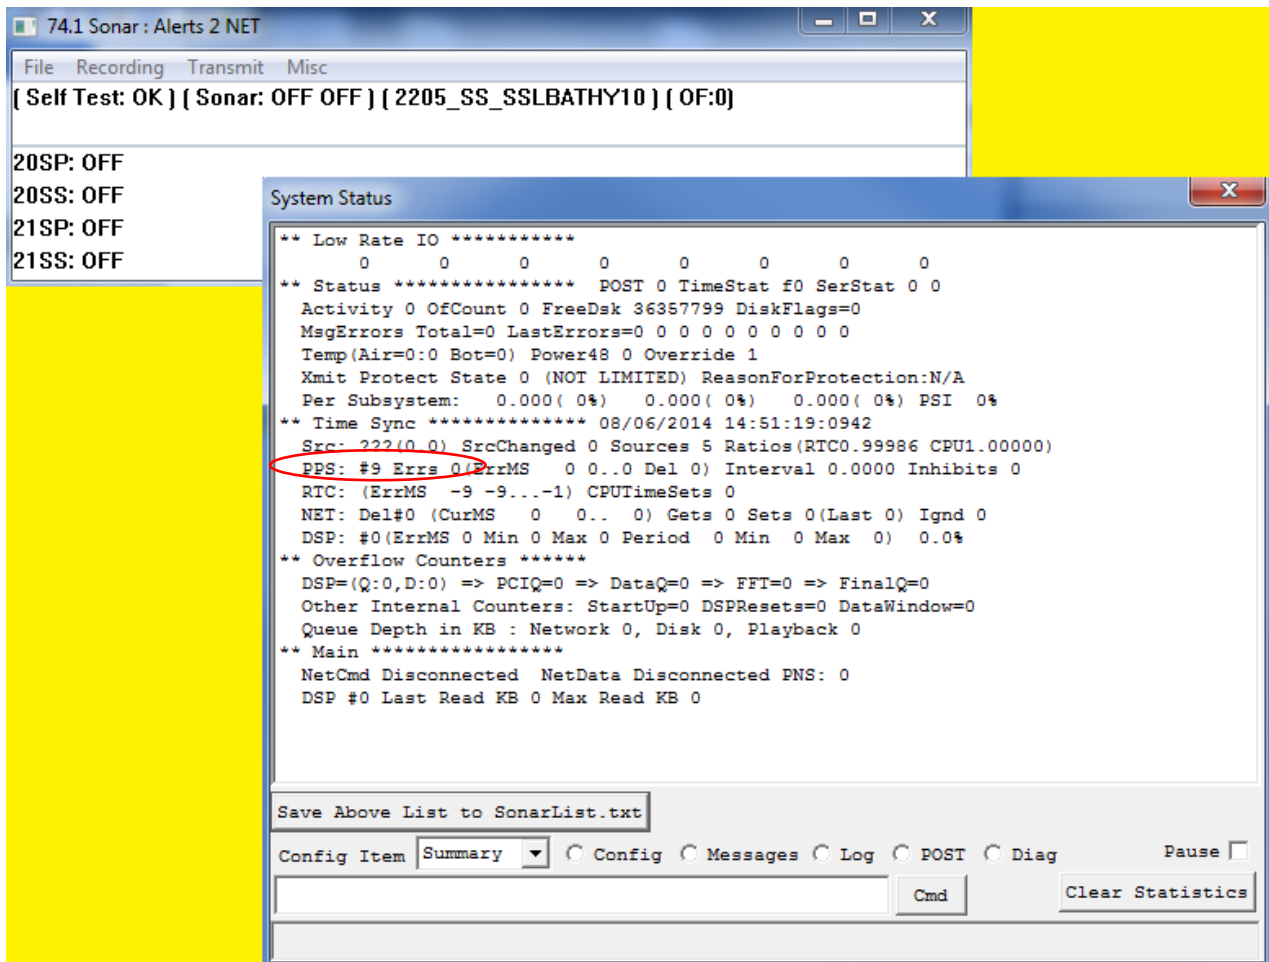 74.1 Sonar : Alerts 2 NET
File Recording Transmit Misc
( Self Test: OK ) ( Sonar: OFF OFF ) ( 2205_SS_SSLBATHY10 ) ( OF:0)
20SP: OFF
20SS: OFF
21SP: OFF
21SS: OFF
System Status
** Low Rate IO ***********
0 0 0 0 0 0 0 0
** Status **************** POST 0 TimeStat f0 SerStat 0 0
Activity 0 OfCount 0 FreeDsk 36357799 DiskFlags=0
MsgErrors Total=0 LastErrors=0 0 0 0 0 0 0 0 0 0
Temp(Air=0:0 Bot=0) Power48 0 Override 1
Xmit Protect State 0 (NOT LIMITED) ReasonForProtection:N/A
Per Subsystem: 0.000( 0%) 0.000( 0%) 0.000( 0%) PSI 0%
** Time Sync ************** 08/06/2014 14:51:19:0942
Src: ???(0.0) SrcChanged 0 Sources 5 Ratios(RTC0.99986 CPU1.00000)
PPS: #9 Errs 0(ErrMS 0 0..0 Del 0) Interval 0.0000 Inhibits 0
RTC: (ErrMS -9 -9...-1) CPUTimeSets 0
NET: Del#0 (CurMS 0 0.. 0) Gets 0 Sets 0(Last 0) Ignd 0
DSP: #0(ErrMS 0 Min 0 Max 0 Period 0 Min 0 Max 0) 0.0%
** Overflow Counters ******
DSP=(Q:0,D:0) => PCIQ=0 => DataQ=0 => FFT=0 => FinalQ=0
Other Internal Counters: StartUp=0 DSPResets=0 DataWindow=0
Queue Depth in KB : Network 0, Disk 0, Playback 0
** Main *****************
NetCmd Disconnected NetData Disconnected PNS: 0
DSP #0 Last Read KB 0 Max Read KB 0
Save Above List to SonarList.txt
Config Item Summary Config Messages Log POST Diag Pause
Cmd Clear Statistics